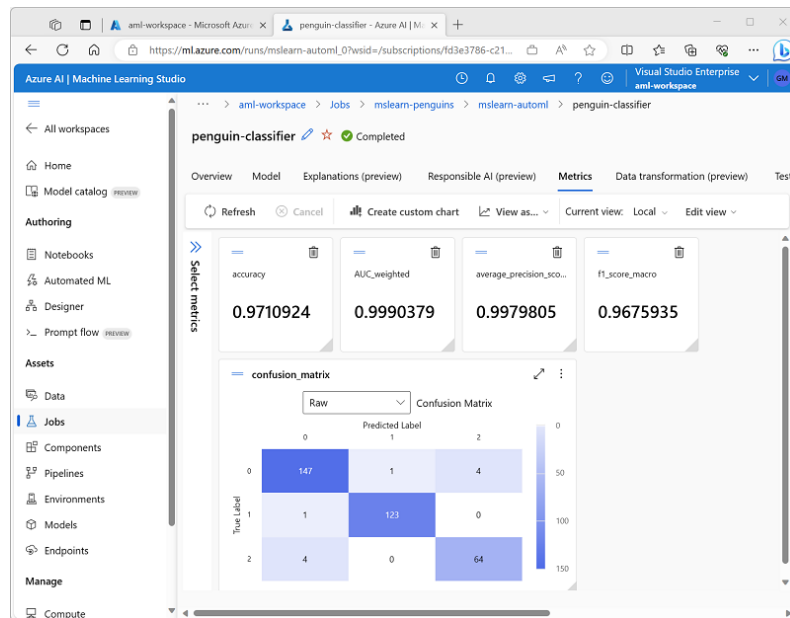 aml-workspace - Microsoft Azur
penguin-classifier - Azure AI | M
https://ml.azure.com/runs/mslearn-automl_0?wsid=/subscriptions/fd3e3786-c21...
Azure AI | Machine Learning Studio
Visual Studio Enterprise
aml-workspace
GM
All workspaces
Home
Model catalog PREVIEW
Authoring
Notebooks
Automated ML
Designer
Prompt flow PREVIEW
Assets
Data
Jobs
Components
Pipelines
Environments
Models
Endpoints
Manage
Compute
... > aml-workspace > Jobs > mslearn-penguins > mslearn-automl > penguin-classifier
penguin-classifier Completed
Overview Model Explanations (preview) Responsible AI (preview) Metrics Data transformation (preview) Test
Refresh Cancel Create custom chart View as... Current view: Local Edit view
Select metrics
accuracy
0.9710924
AUC_weighted
0.9990379
average_precision_sco...
0.9979805
f1_score_macro
0.9675935
confusion_matrix
Raw Confusion Matrix
Predicted Label
0 1 2
True Label
0 147 1 4
1 1 123 0
2 4 0 64
0
50
100
150